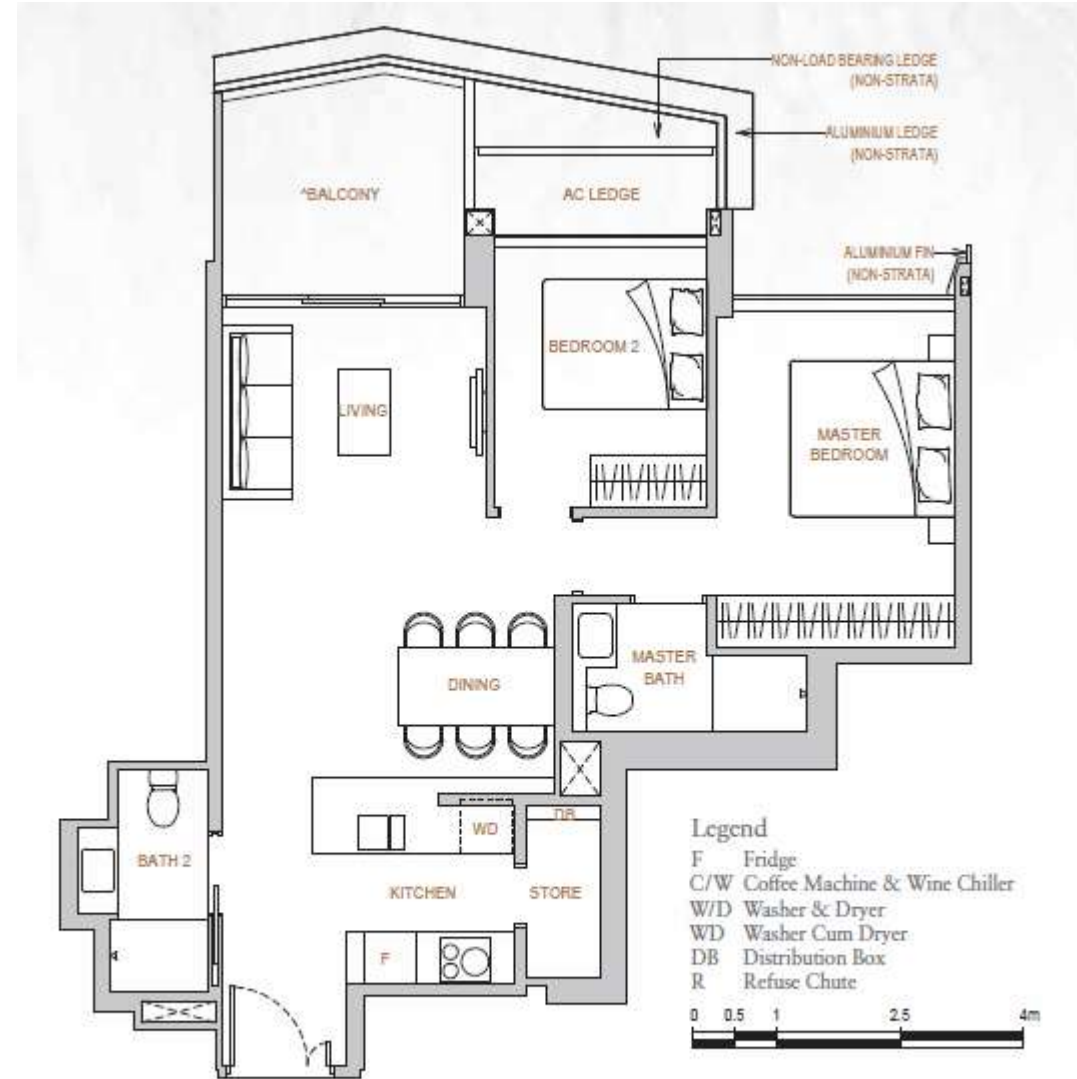 NON-LOAD BEARING LEDGE
(NON-STRATA)
ALUMINIUM LEDGE
(NON-STRATA)
^BALCONY
AC LEDGE
ALUMINIUM FIN
(NON-STRATA)
BEDROOM 2
LIVING
MASTER
BEDROOM
MASTER
BATH
DINING
DB
WD
BATH 2
KITCHEN
STORE
F
Legend
F Fridge
C/W Coffee Machine & Wine Chiller
W/D Washer & Dryer
WD Washer Cum Dryer
DB Distribution Box
R Refuse Chute
0 0.5 1 2.5 4m